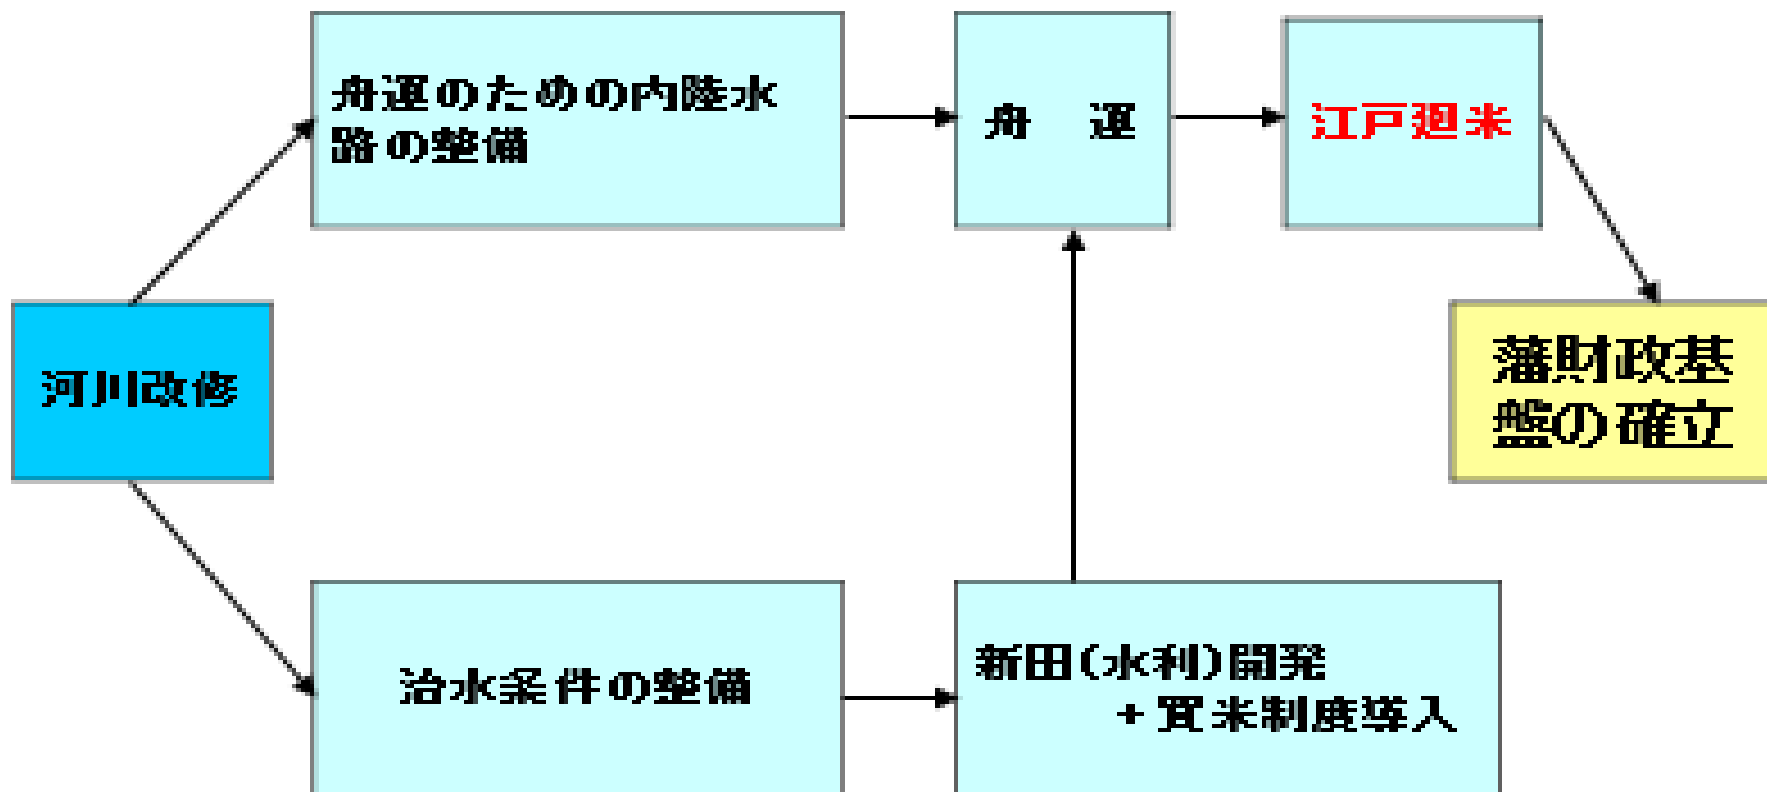 舟運のための内陸水
路の整備
舟　運
江戸廻米
河川改修
藩財政基
盤の確立
治水条件の整備
新田(水利)開発
+買米制度導入